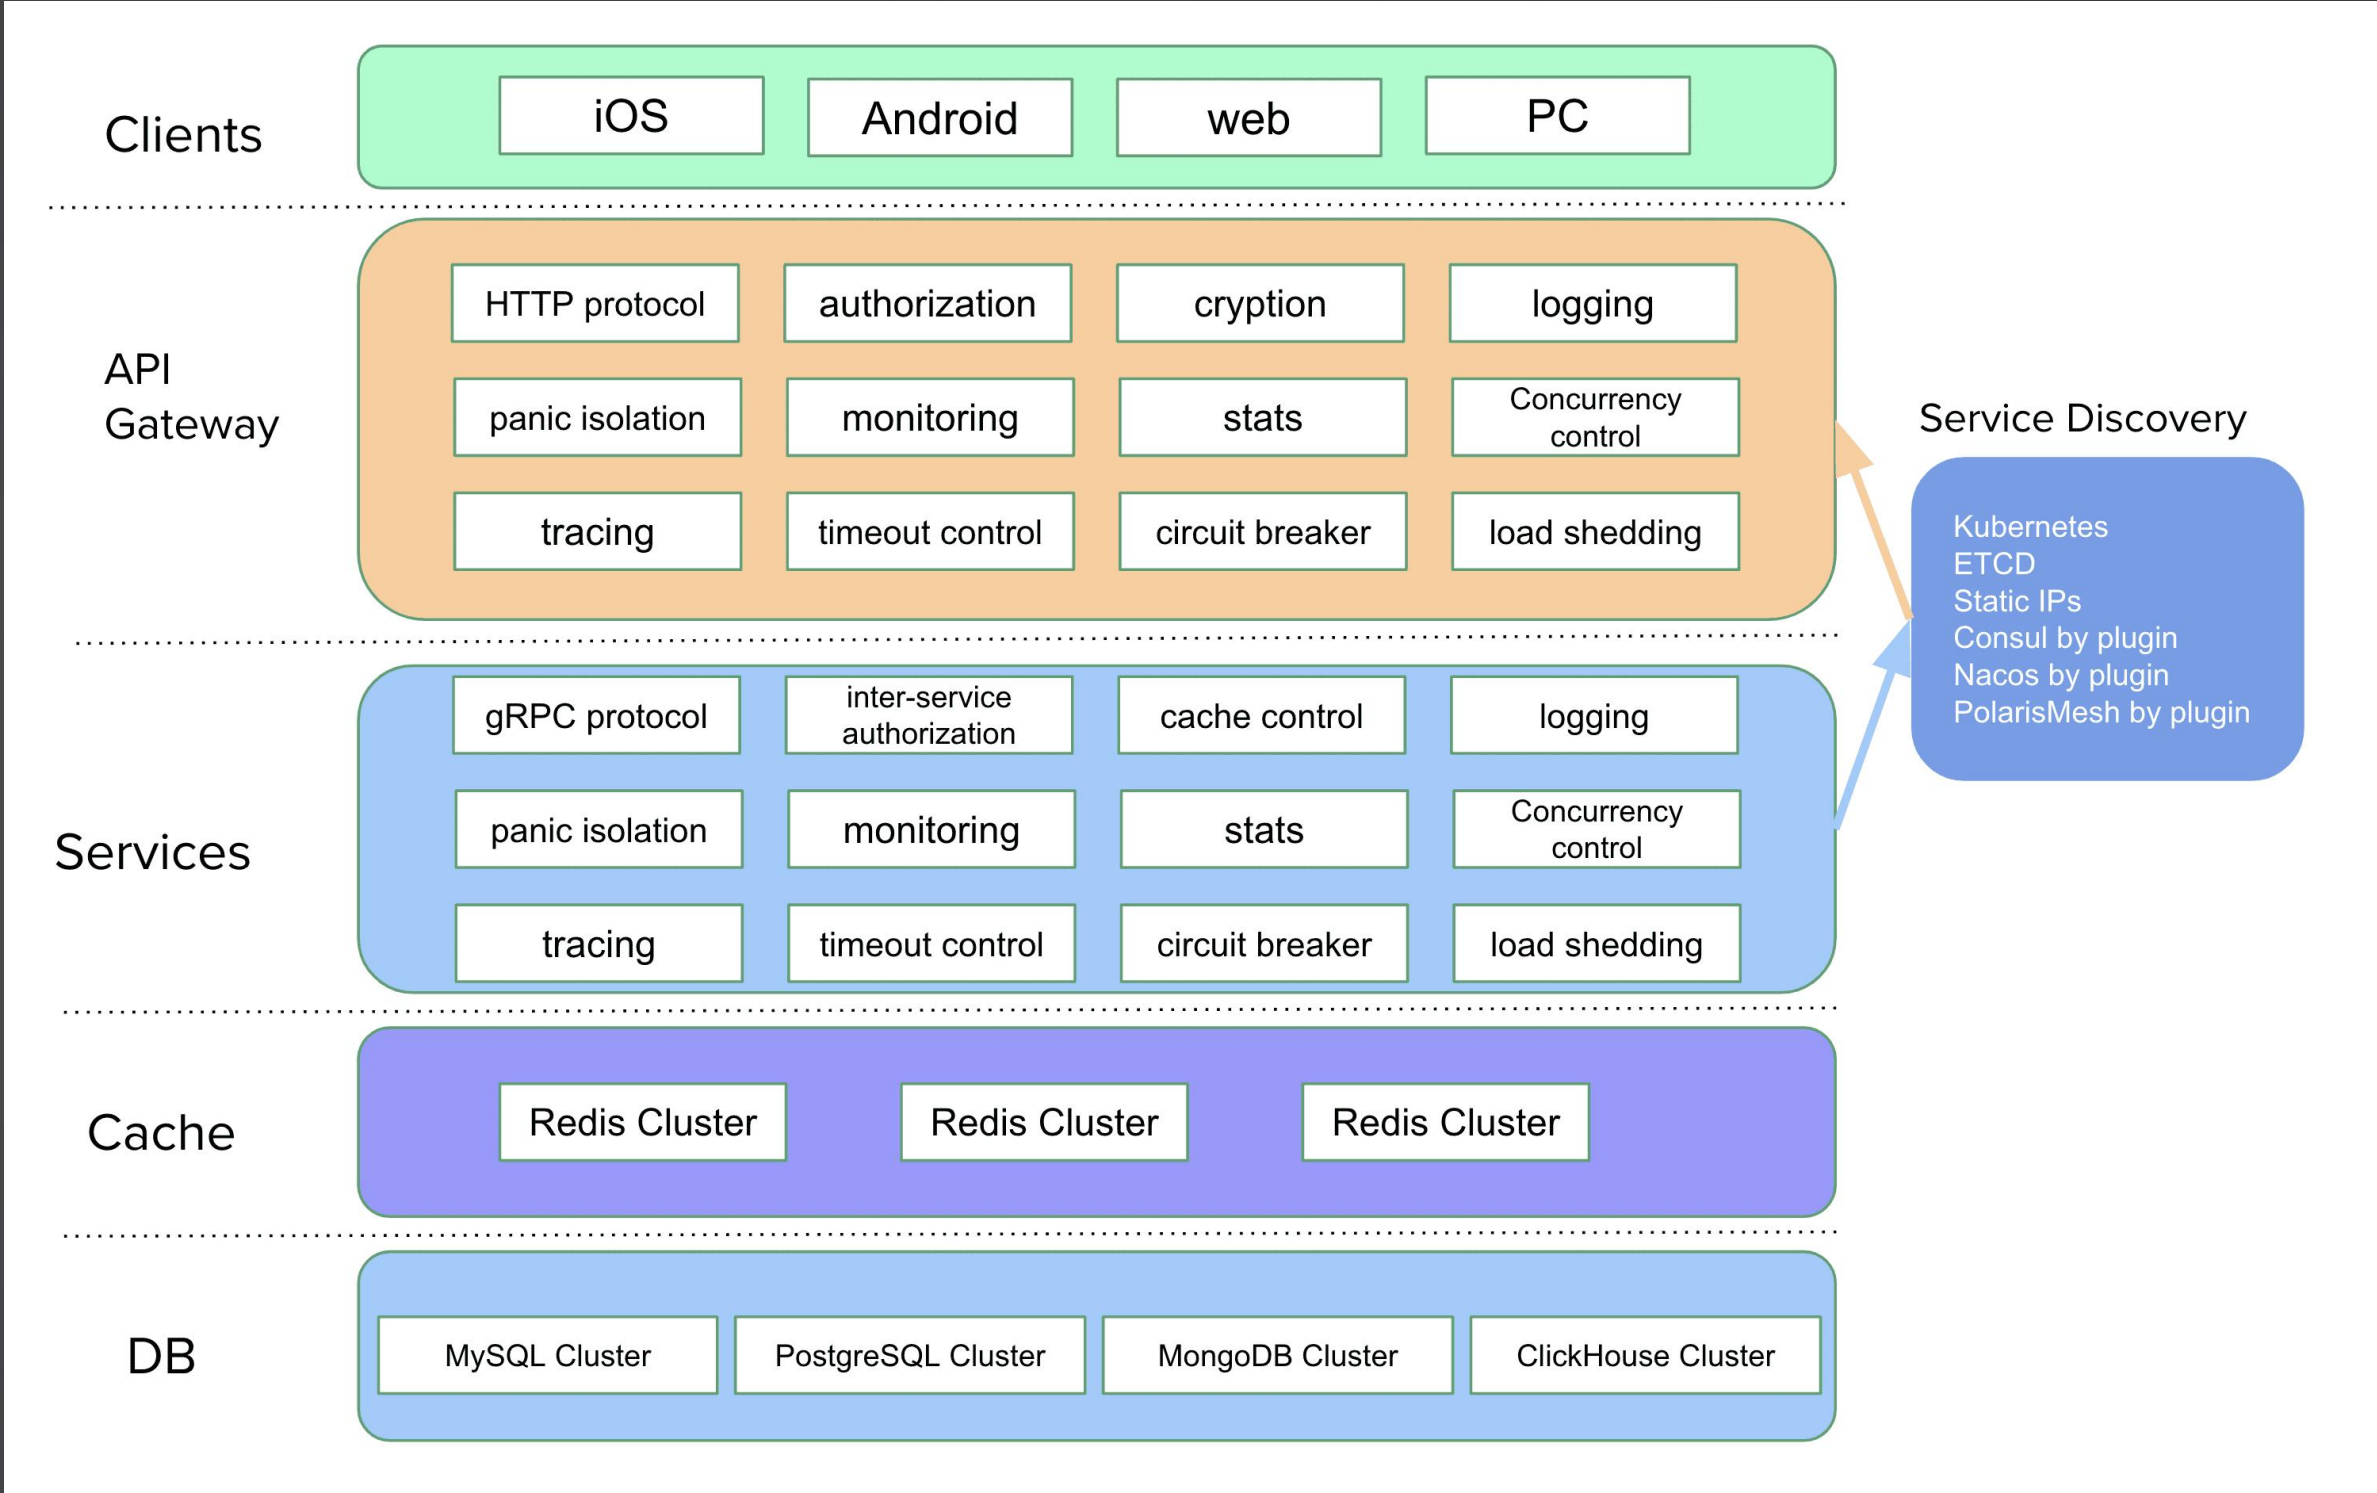 Clients
iOS
Android
web
PC
API
Gateway
HTTP protocol
authorization
cryption
logging
panic isolation
monitoring
stats
Concurrency
control
tracing
timeout control
circuit breaker
load shedding
Service Discovery
Kubernetes
ETCD
Static IPs
Consul by plugin
Nacos by plugin
PolarisMesh by plugin
Services
gRPC protocol
inter-service
authorization
cache control
logging
panic isolation
monitoring
stats
Concurrency
control
tracing
timeout control
circuit breaker
load shedding
Cache
Redis Cluster
Redis Cluster
Redis Cluster
DB
MySQL Cluster
PostgreSQL Cluster
MongoDB Cluster
ClickHouse Cluster